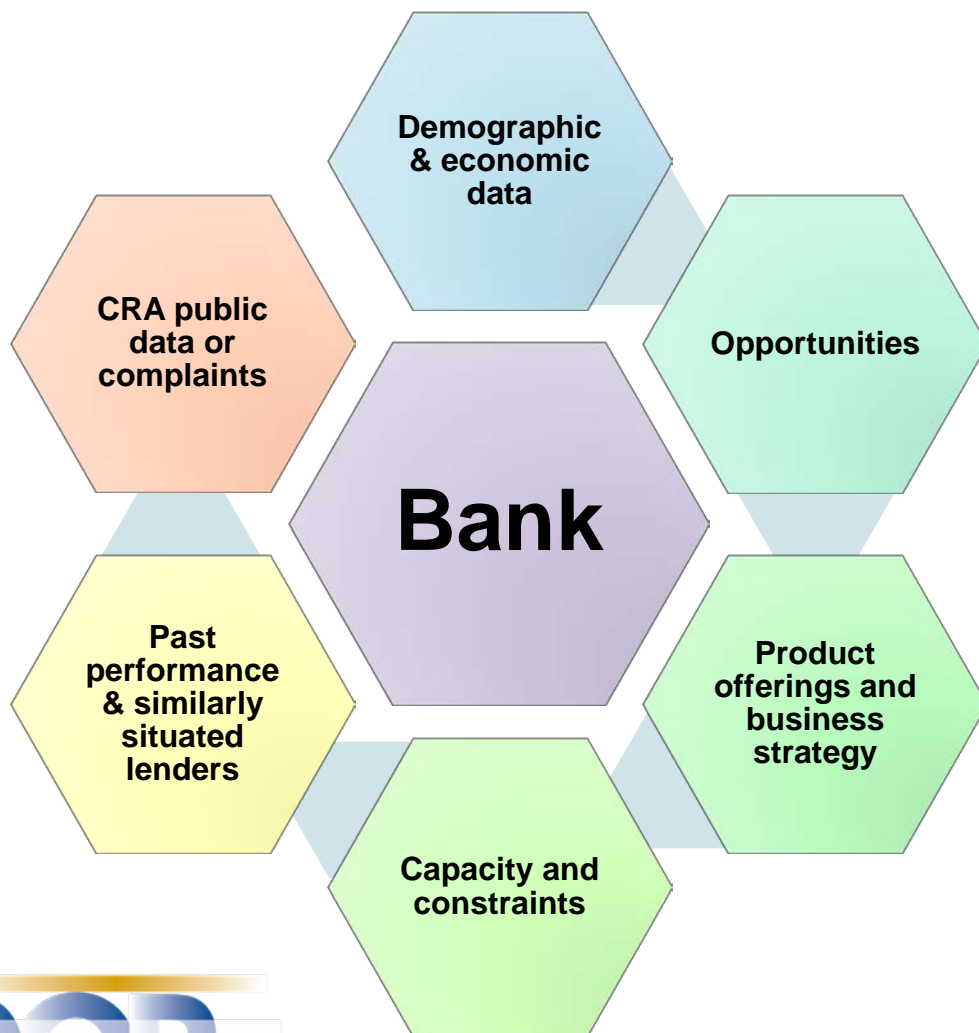 Demographic
& economic
data
Opportunities
Product
offerings and
business
strategy
Capacity and
constraints
Past
performance
& similarly
situated
lenders
CRA public
data or
complaints
Bank